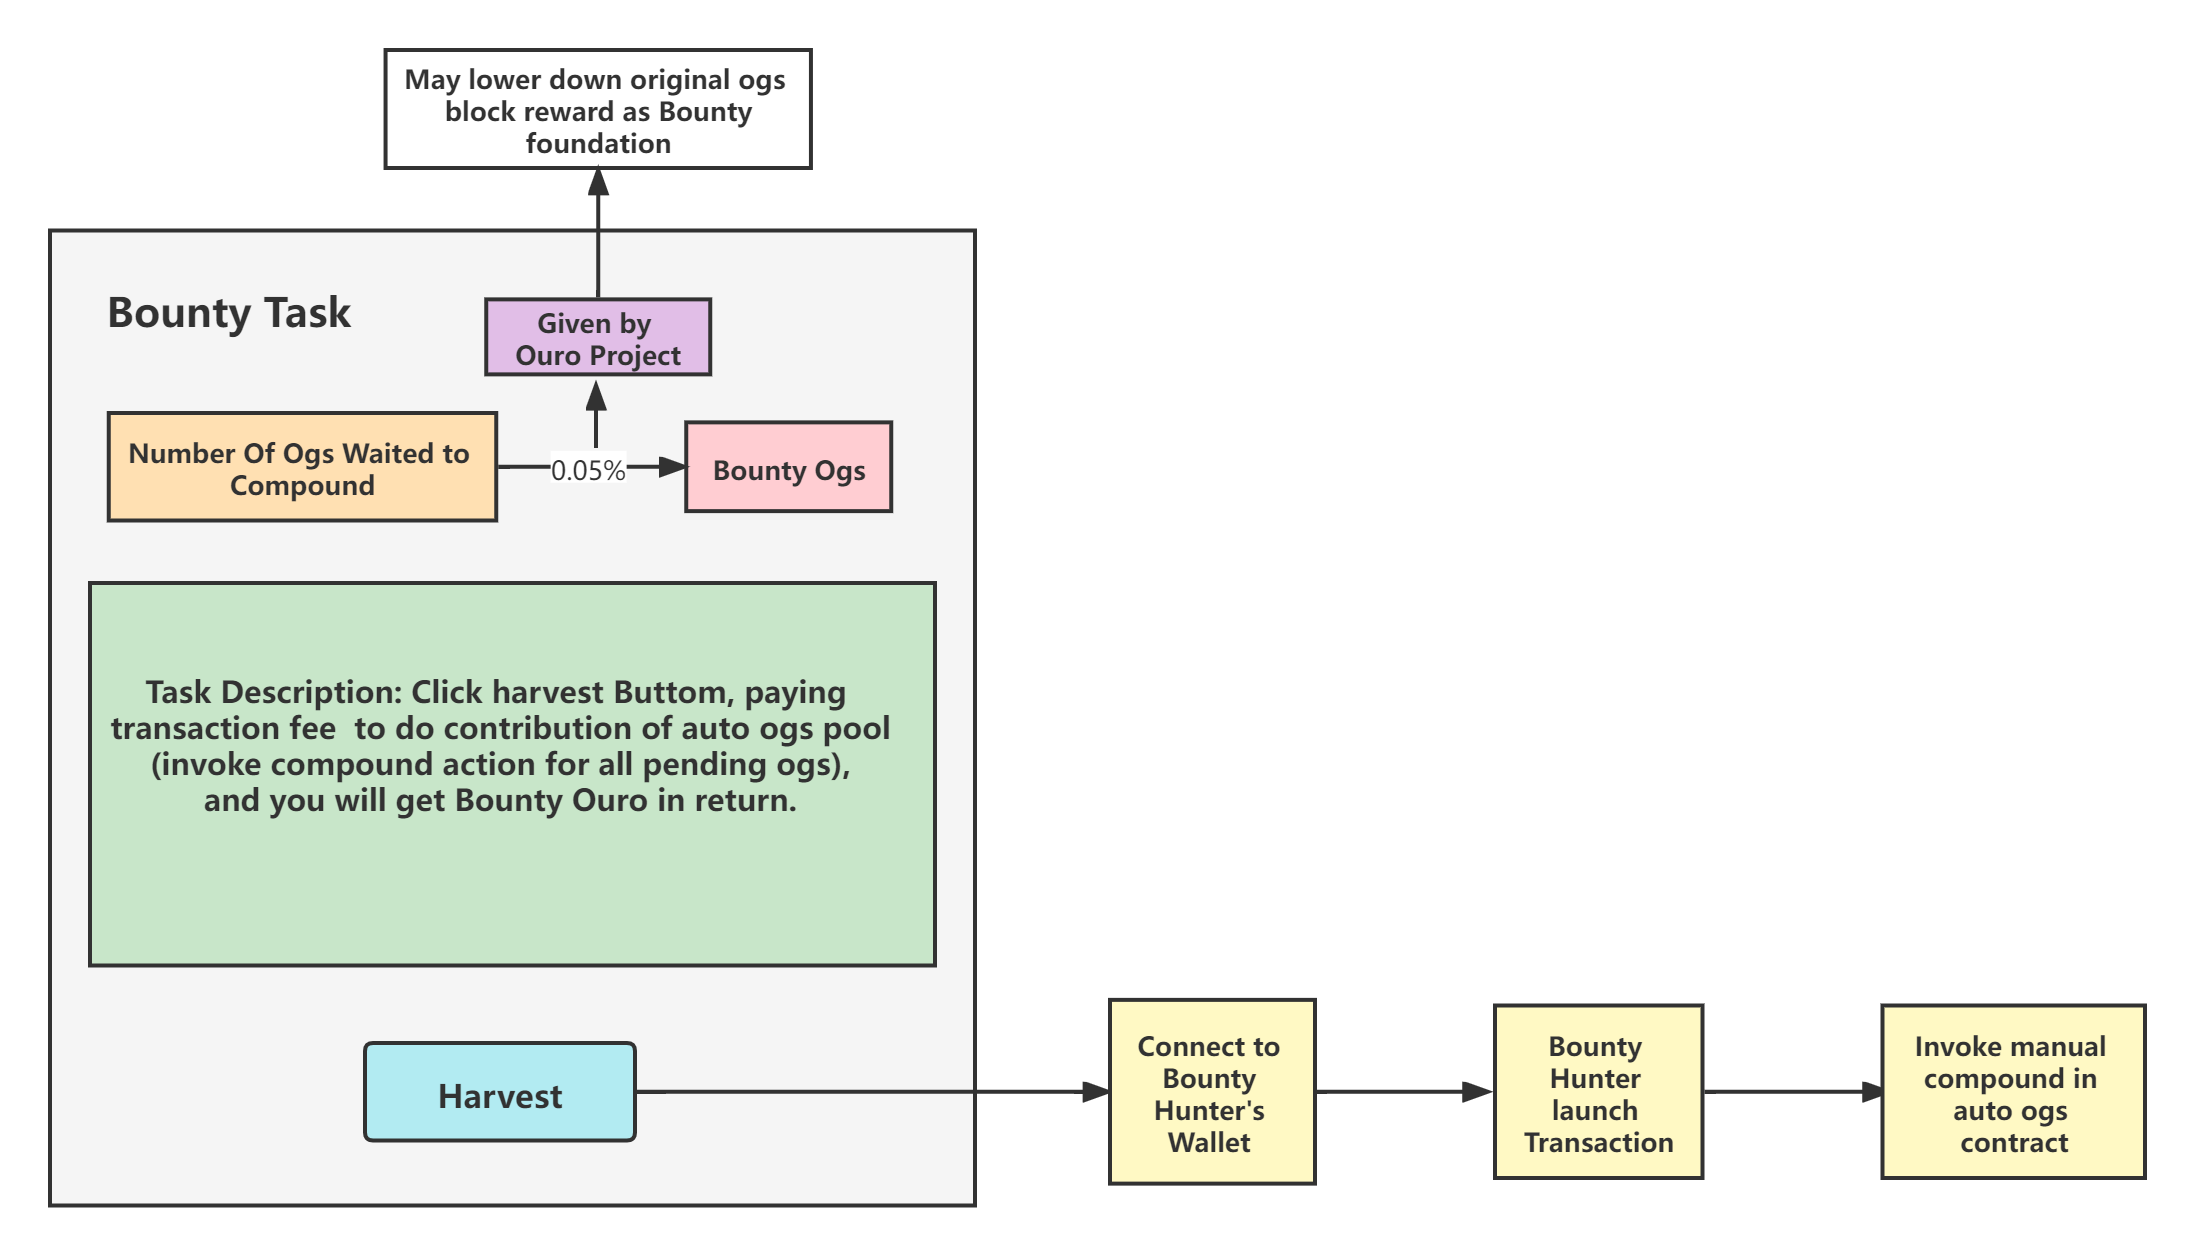 May lower down original ogs
block reward as Bounty
foundation
Bounty Task
Given by
Ouro Project
Number Of Ogs Waited to
Compound
0.05%
Bounty Ogs
Task Description: Click harvest Buttom, paying
transaction fee  to do contribution of auto ogs pool
(invoke compound action for all pending ogs),
and you will get Bounty Ouro in return.
Harvest
Connect to
Bounty
Hunter's
Wallet
Bounty
Hunter
launch
Transaction
Invoke manual
compound in
auto ogs
contract